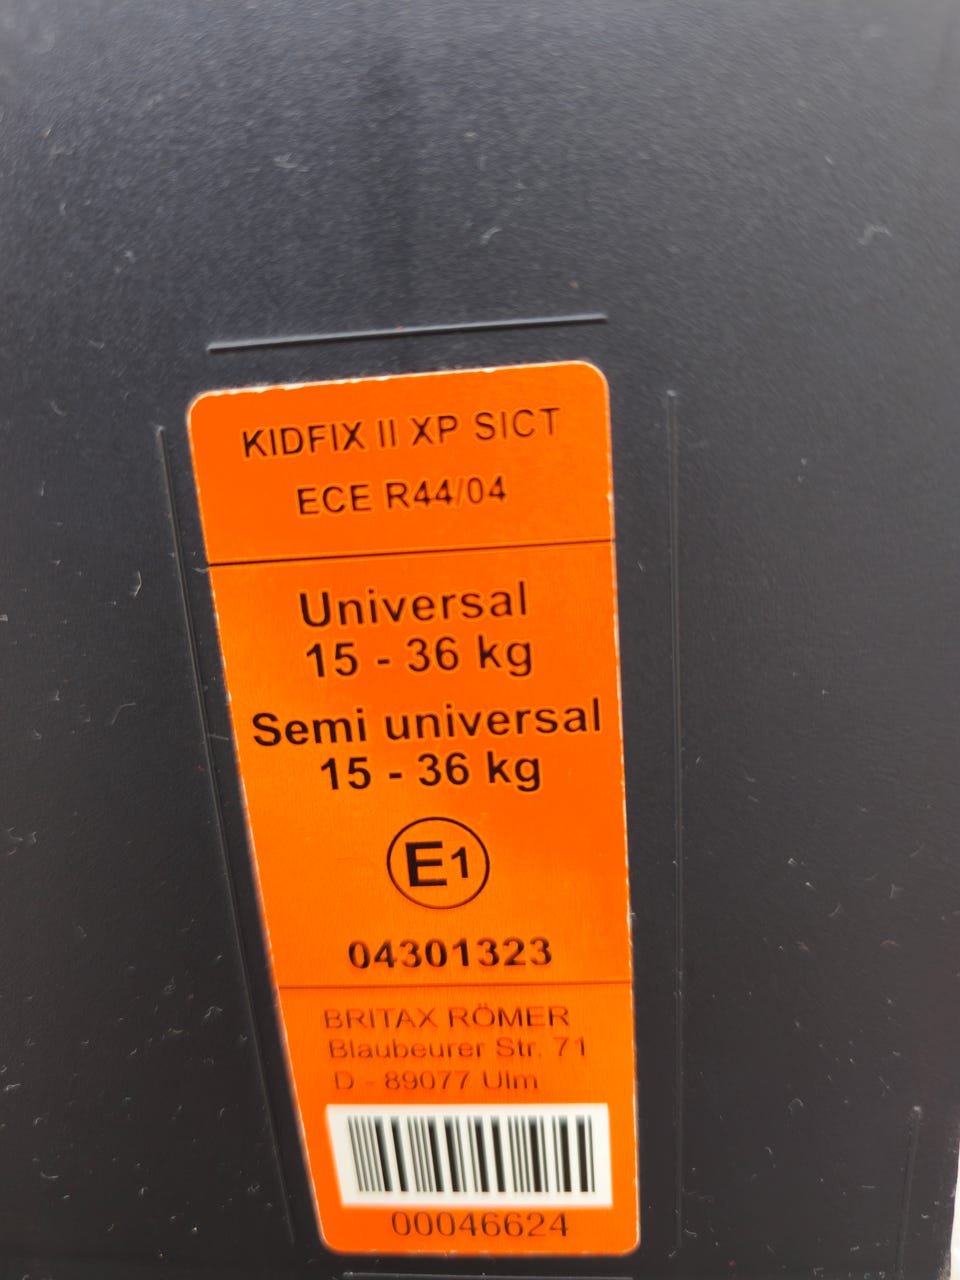 KIDFIX II XP SICT
ECE R44/04
Universal
15 - 36 kg
Semi universal
15 - 36 kg
E1
04301323
BRITAX RÖMER
Blaubeurer Str. 71
D - 89077 Ulm
00046624